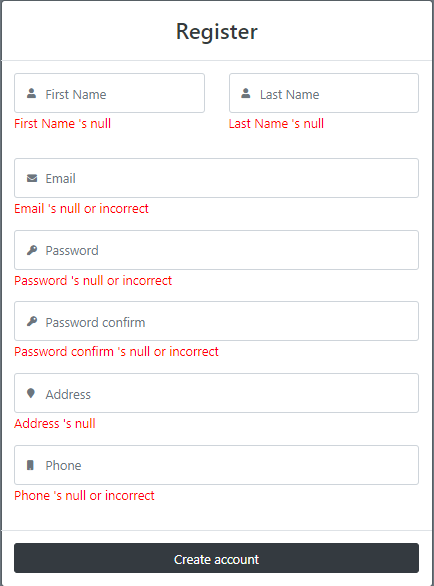 Register
First Name
Last Name
First Name 's null
Last Name 's null
Email
Email 's null or incorrect
Password
Password 's null or incorrect
Password confirm
Password confirm 's null or incorrect
Address
Address 's null
Phone
Phone 's null or incorrect
Create account